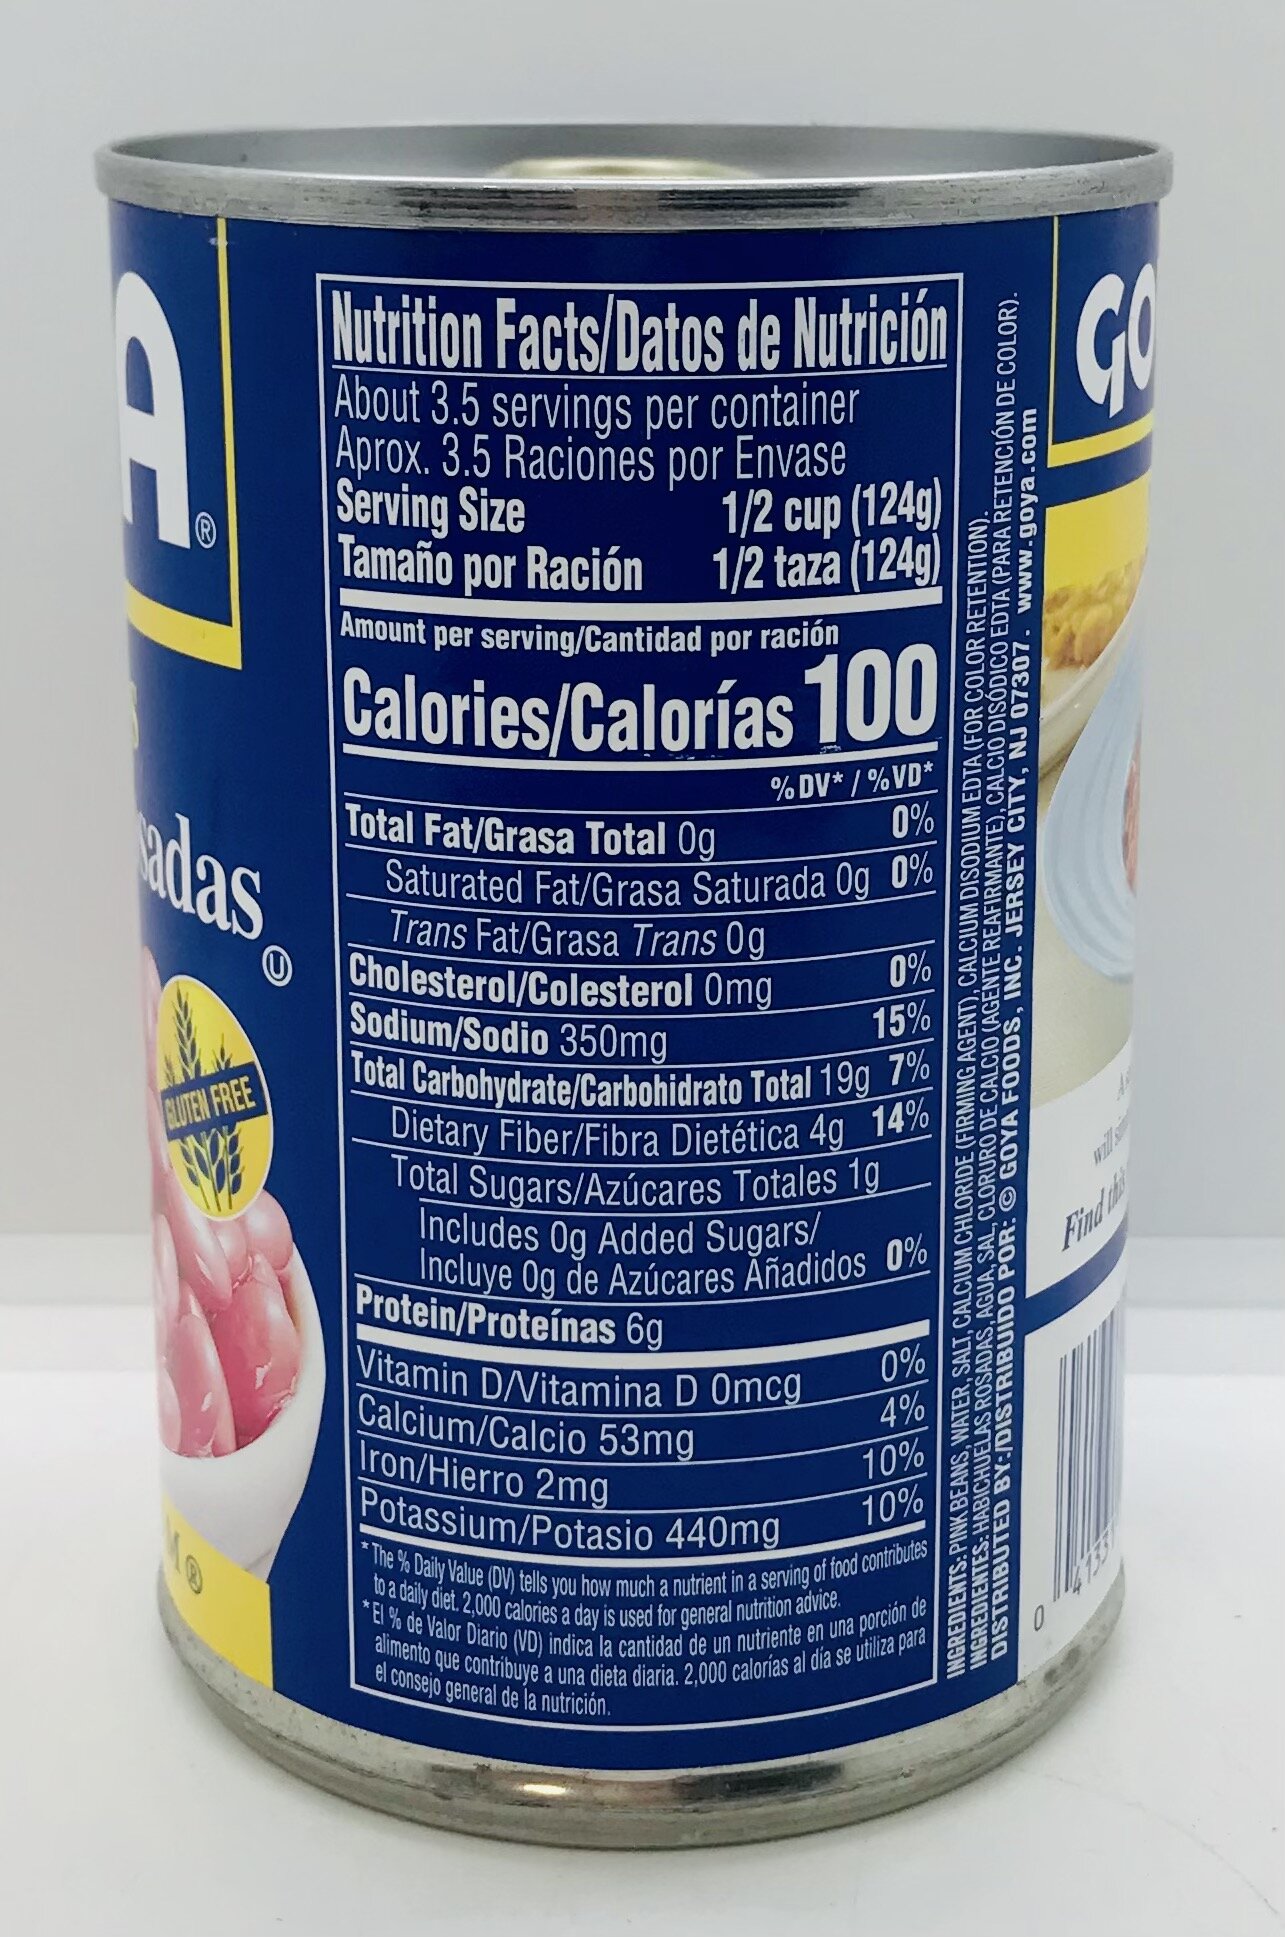 A®
sadas
U
GLUTEN FREE
M®
Nutrition Facts/Datos de Nutrición
About 3.5 servings per container
Aprox. 3.5 Raciones por Envase
Serving Size 1/2 cup (124g)
Tamaño por Ración 1/2 taza (124g)
Amount per serving/Cantidad por ración
Calories/Calorías 100
% DV* / %VD*
Total Fat/Grasa Total 0g 0%
Saturated Fat/Grasa Saturada 0g 0%
Trans Fat/Grasa Trans 0g
Cholesterol/Colesterol 0mg 0%
Sodium/Sodio 350mg 15%
Total Carbohydrate/Carbohidrato Total 19g 7%
Dietary Fiber/Fibra Dietética 4g 14%
Total Sugars/Azúcares Totales 1g
Includes 0g Added Sugars/
Incluye 0g de Azúcares Añadidos 0%
Protein/Proteínas 6g
Vitamin D/Vitamina D 0mcg 0%
Calcium/Calcio 53mg 4%
Iron/Hierro 2mg 10%
Potassium/Potasio 440mg 10%
*The % Daily Value (DV) tells you how much a nutrient in a serving of food contributes
to a daily diet. 2,000 calories a day is used for general nutrition advice.
*El % de Valor Diario (VD) indica la cantidad de un nutriente en una porción de
alimento que contribuye a una dieta diaria. 2,000 calorías al día se utiliza para
el consejo general de la nutrición.
INGREDIENTS: PINK BEANS, WATER, SALT, CALCIUM CHLORIDE (FIRMING AGENT), CALCIUM DISODIUM EDTA (FOR COLOR RETENTION).
INGREDIENTES: HABICHUELAS ROSADAS, AGUA, SAL, CLORURO DE CALCIO (AGENTE REAFIRMANTE), CALCIO DISÓDICO EDTA (PARA RETENCIÓN DE COLOR).
DISTRIBUTED BY:/DISTRIBUIDO POR: © GOYA FOODS, INC. JERSEY CITY, NJ 07307. www.goya.com
GO
will
Find this
0 41331